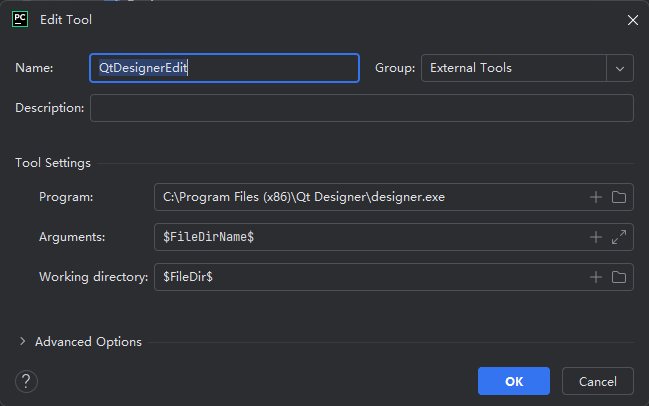 PC Edit Tool
Name: QtDesignerEdit Group: External Tools
Description:
Tool Settings
Program: C:\Program Files (x86)\Qt Designer\designer.exe
Arguments: $FileDirName$
Working directory: $FileDir$
Advanced Options
? OK Cancel